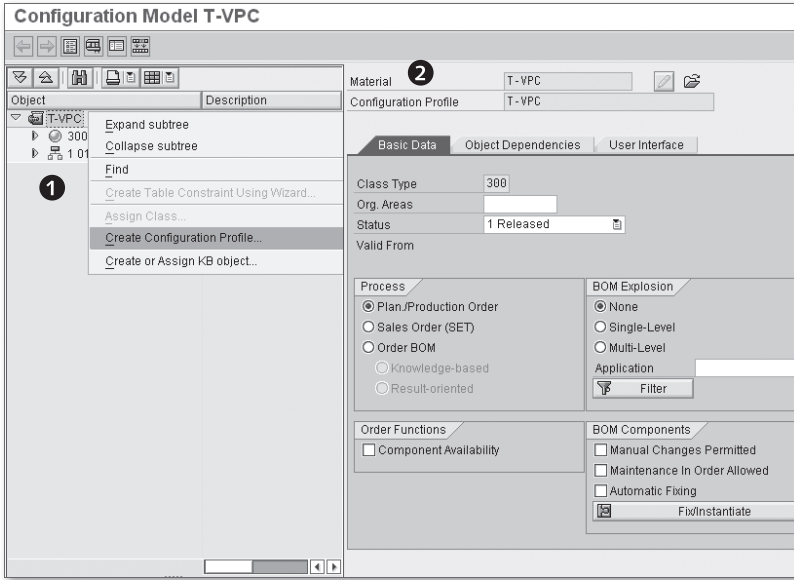 Configuration Model T-VPC
Object Description
T-VPC
300
1 01
1
Expand subtree
Collapse subtree
Find
Create Table Constraint Using Wizard...
Assign Class...
Create Configuration Profile...
Create or Assign KB object...
2
Material T-VPC
Configuration Profile T-VPC
Basic Data Object Dependencies User Interface
Class Type 300
Org. Areas
Status 1 Released
Valid From
Process
Plan./Production Order
Sales Order (SET)
Order BOM
Knowledge-based
Result-oriented
BOM Explosion
None
Single-Level
Multi-Level
Application
Filter
Order Functions
Component Availability
BOM Components
Manual Changes Permitted
Maintenance In Order Allowed
Automatic Fixing
Fix/Instantiate